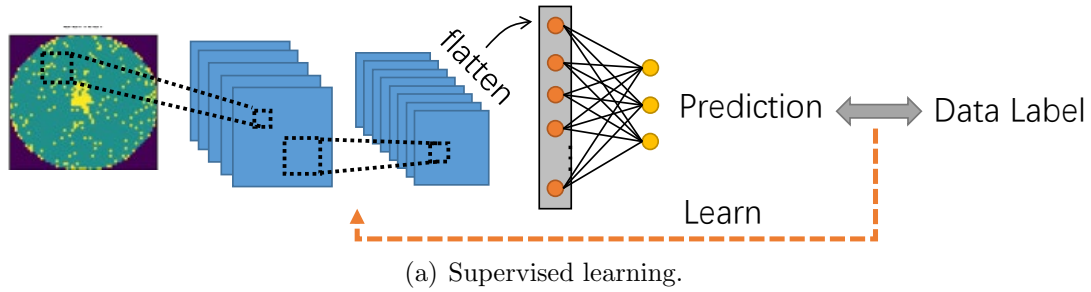 flatten
Prediction
Data Label
Learn
(a) Supervised learning.